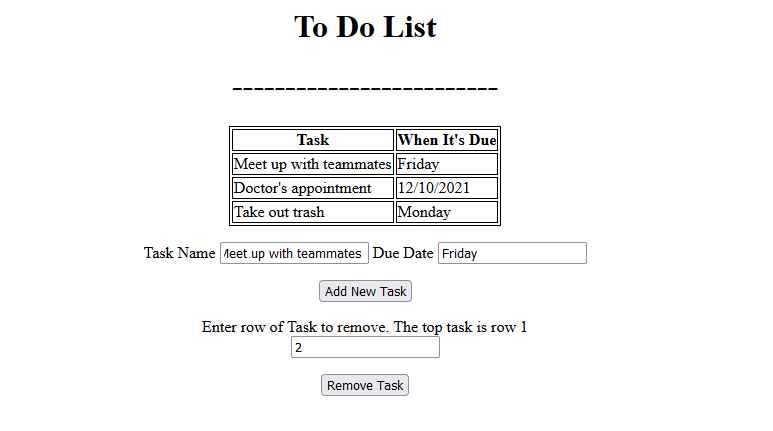 To Do List
-------------------------
Task When It's Due
Meet up with teammates Friday
Doctor's appointment 12/10/2021
Take out trash Monday
Task Name Meet up with teammates Due Date Friday
Add New Task
Enter row of Task to remove. The top task is row 1
2
Remove Task